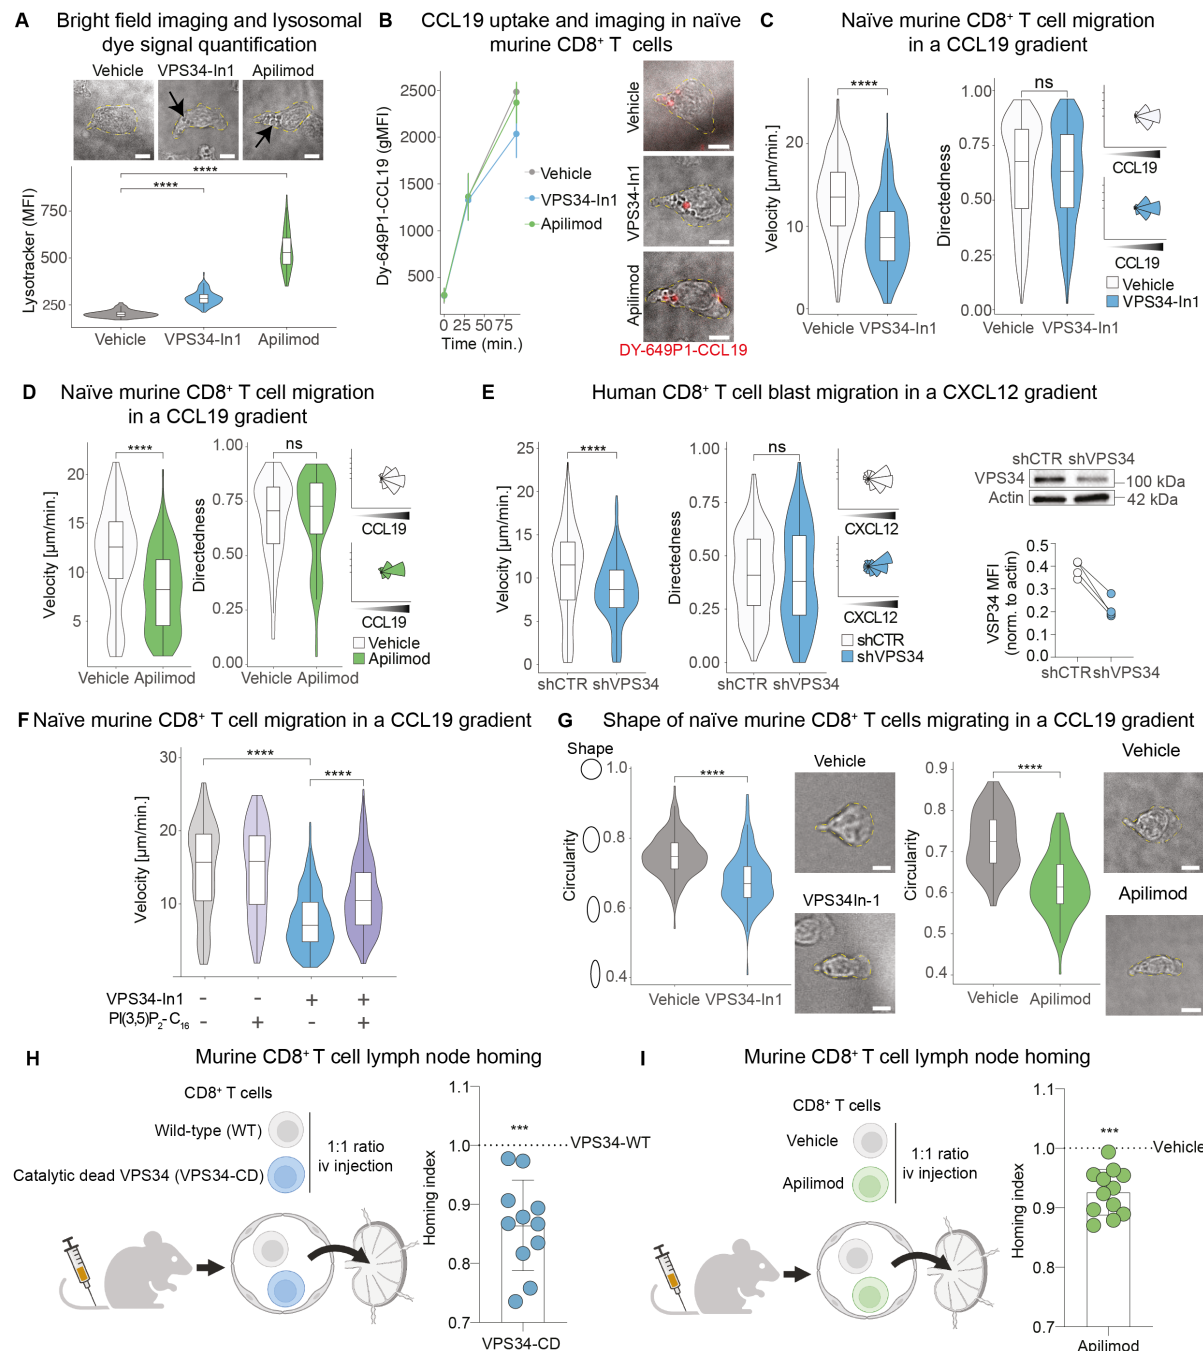 A Bright field imaging and lysosomal
dye signal quantification
Vehicle VPS34-In1 Apilimod
****
****
Lysotracker (MFI)
750
500
250
Vehicle VPS34-In1 Apilimod
B CCL19 uptake and imaging in naïve
murine CD8⁺ T cells
Dy-649P1-CCL19 (gMFI)
2500
2000
1500
1000
500
0 25 50 75
Time (min.)
Vehicle
VPS34-In1
Apilimod
Vehicle
VPS34-In1
Apilimod
DY-649P1-CCL19
C Naïve murine CD8⁺ T cell migration
in a CCL19 gradient
****
Velocity [µm/min.]
20
10
0
Vehicle VPS34-In1
ns
Directedness
1.00
0.75
0.50
0.25
0.00
Vehicle VPS34-In1
CCL19
CCL19
Vehicle
VPS34-In1
D Naïve murine CD8⁺ T cell migration
in a CCL19 gradient
****
Velocity [µm/min.]
20
15
10
5
Vehicle Apilimod
ns
Directedness
1.00
0.75
0.50
0.25
0.00
Vehicle Apilimod
CCL19
CCL19
Vehicle
Apilimod
E Human CD8⁺ T cell blast migration in a CXCL12 gradient
****
Velocity [µm/min.]
25
20
15
10
5
0
shCTR shVPS34
ns
Directedness
1.00
0.75
0.50
0.25
0.00
shCTR shVPS34
CXCL12
CXCL12
shCTR
shVPS34
shCTR shVPS34
VPS34 100 kDa
Actin 42 kDa
VSP34 MFI
(norm. to actin)
0.5
0.4
0.3
0.2
0.1
0.0
shCTR shVPS34
F Naïve murine CD8⁺ T cell migration in a CCL19 gradient
****
****
Velocity [µm/min.]
30
20
10
VPS34-In1 - - + +
PI(3,5)P₂-C₁₆ - + - +
G Shape of naïve murine CD8⁺ T cells migrating in a CCL19 gradient
Shape
****
Circularity
1.0
0.8
0.6
0.4
Vehicle VPS34-In1
Vehicle
VPS34In-1
****
Circularity
0.9
0.8
0.7
0.6
0.5
0.4
Vehicle Apilimod
Vehicle
Apilimod
H Murine CD8⁺ T cell lymph node homing
CD8⁺ T cells
Wild-type (WT)
Catalytic dead VPS34 (VPS34-CD)
1:1 ratio
iv injection
Homing index
1.1
1.0
0.9
0.8
0.7
***
VPS34-WT
VPS34-CD
I Murine CD8⁺ T cell lymph node homing
CD8⁺ T cells
Vehicle
Apilimod
1:1 ratio
iv injection
Homing index
1.1
1.0
0.9
0.8
0.7
***
Vehicle
Apilimod